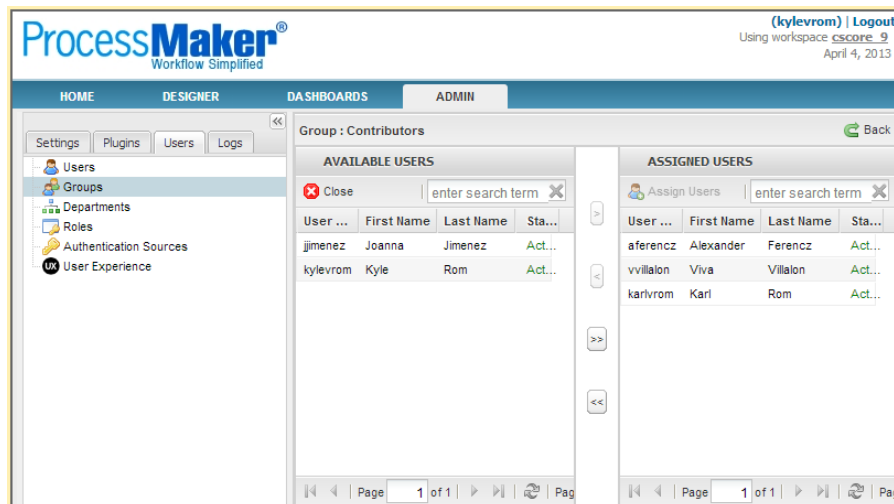 ProcessMaker®
Workflow Simplified
(kylevrom) | Logout
Using workspace cscore_9
April 4, 2013
HOME DESIGNER DASHBOARDS ADMIN
Settings Plugins Users Logs
Users
Groups
Departments
Roles
Authentication Sources
UX User Experience
Group : Contributors Back
AVAILABLE USERS
Close enter search term
User ... First Name Last Name Sta...
jjimenez Joanna Jimenez Act...
kylevrom Kyle Rom Act...
>
<
>>
<<
ASSIGNED USERS
Assign Users enter search term
User ... First Name Last Name Sta...
aferencz Alexander Ferencz Act...
vvillalon Viva Villalon Act...
karlvrom Karl Rom Act...
Page 1 of 1 Pag
Page 1 of 1 Pa